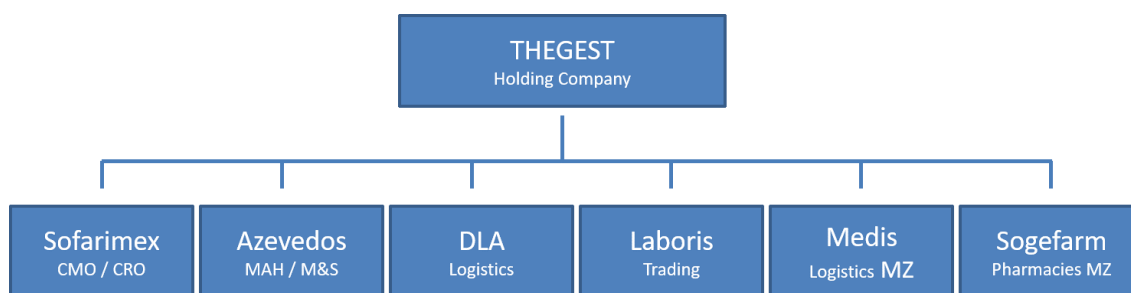 THEGEST
Holding Company
Sofarimex
CMO / CRO
Azevedos
MAH / M&S
DLA
Logistics
Laboris
Trading
Medis
Logistics MZ
Sogefarm
Pharmacies MZ